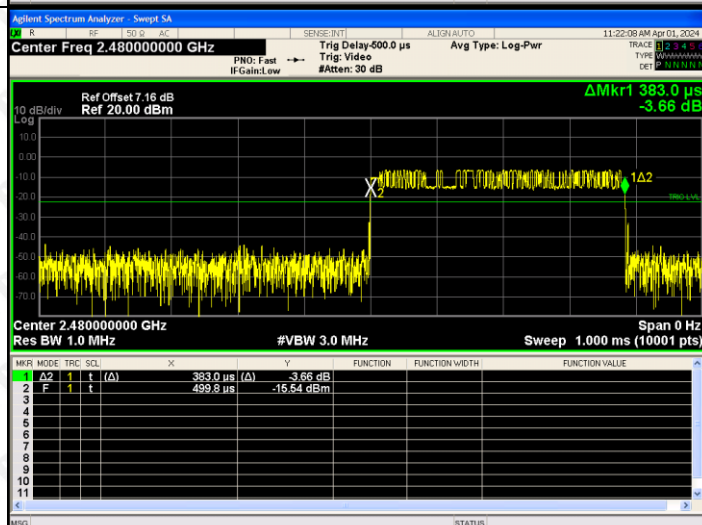 Agilent Spectrum Analyzer - Swept SA
R RF 50 Ω AC SENSE:INT ALIGN AUTO 11:22:08 AM Apr 01, 2024
Center Freq 2.480000000 GHz
PNO: Fast
IFGain:Low
Trig Delay-500.0 µs
Trig: Video
#Atten: 30 dB
Avg Type: Log-Pwr
TRACE 1 2 3 4 5 6
TYPE
DET P N N N N N
ΔMkr1 383.0 µs
-3.66 dB
Ref Offset 7.16 dB
10 dB/div Ref 20.00 dBm
Log
10.0
0.00
-10.0
-20.0
-30.0
-40.0
-50.0
-60.0
-70.0
X2
1Δ2
TRIG LVL
Center 2.480000000 GHz Span 0 Hz
Res BW 1.0 MHz #VBW 3.0 MHz Sweep 1.000 ms (10001 pts)
MKR MODE TRC SCL X Y FUNCTION FUNCTION WIDTH FUNCTION VALUE
1 Δ2 1 t (Δ) 383.0 µs (Δ) -3.66 dB
2 F 1 t 499.8 µs -15.54 dBm
3
4
5
6
7
8
9
10
11
MSG STATUS